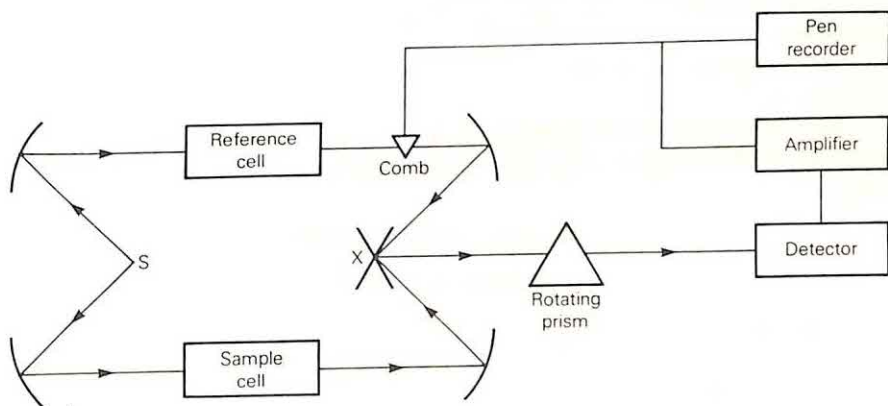 Pen
recorder
Reference
cell
Comb
Amplifier
S
X
Rotating
prism
Detector
Sample
cell